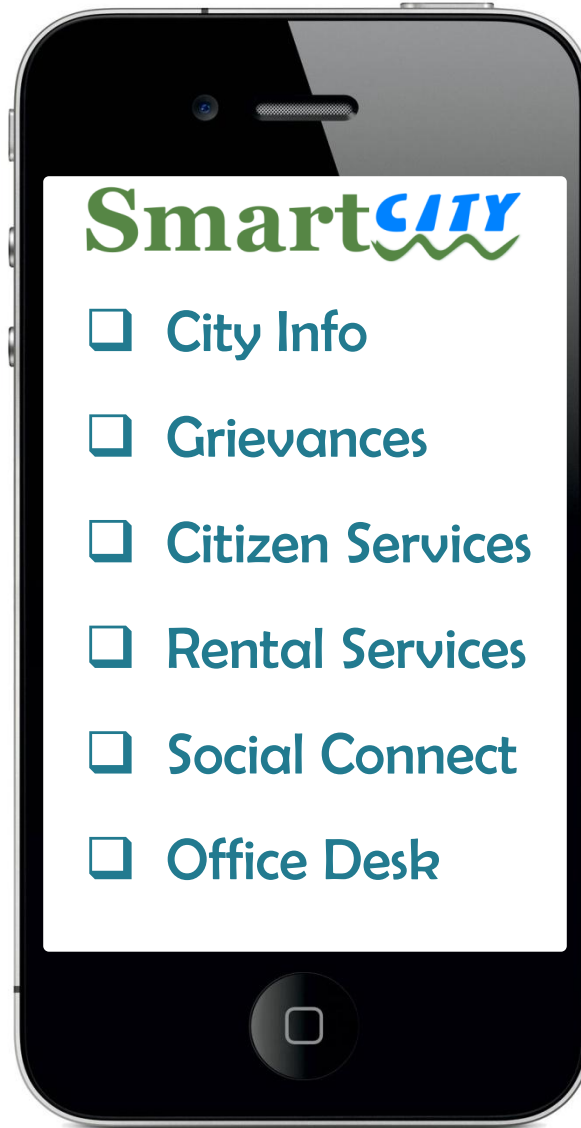 SmartCITY
City Info
Grievances
Citizen Services
Rental Services
Social Connect
Office Desk